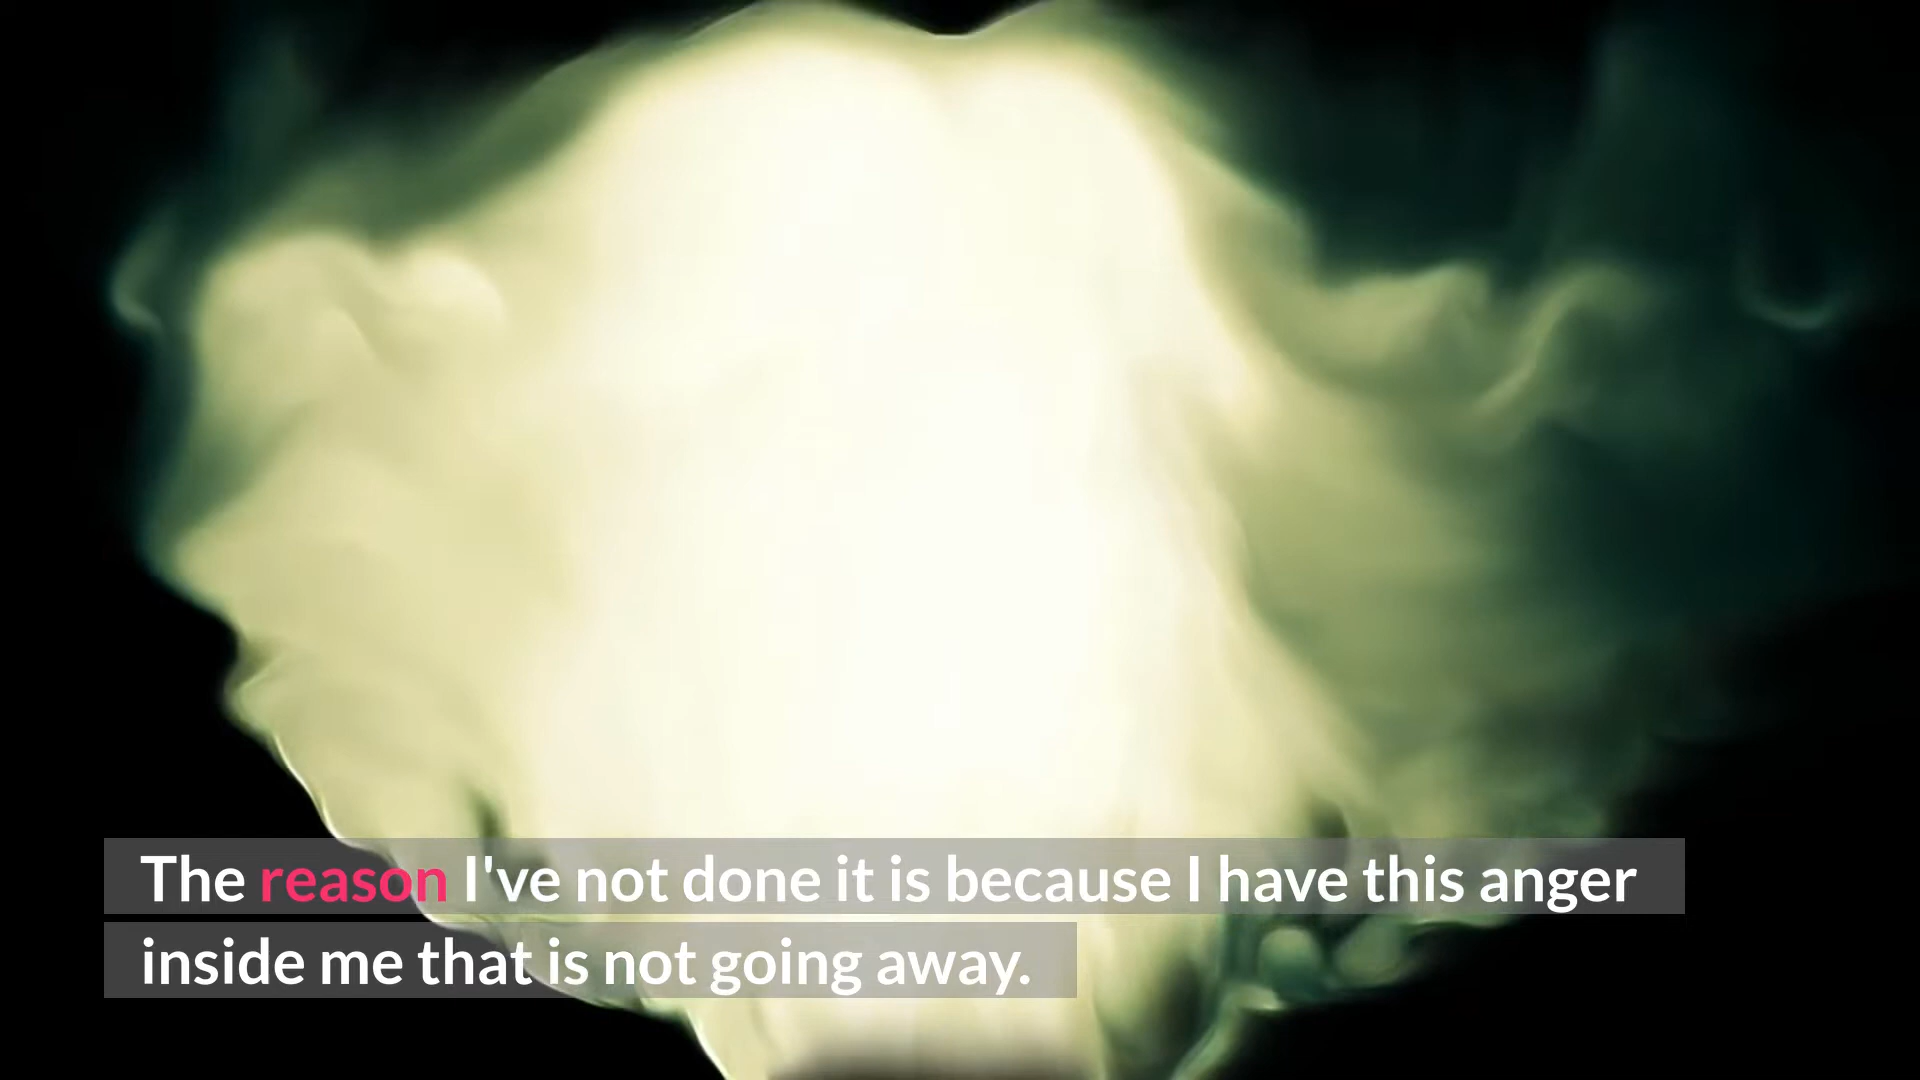 The reason I've not done it is because I have this anger
inside me that is not going away.